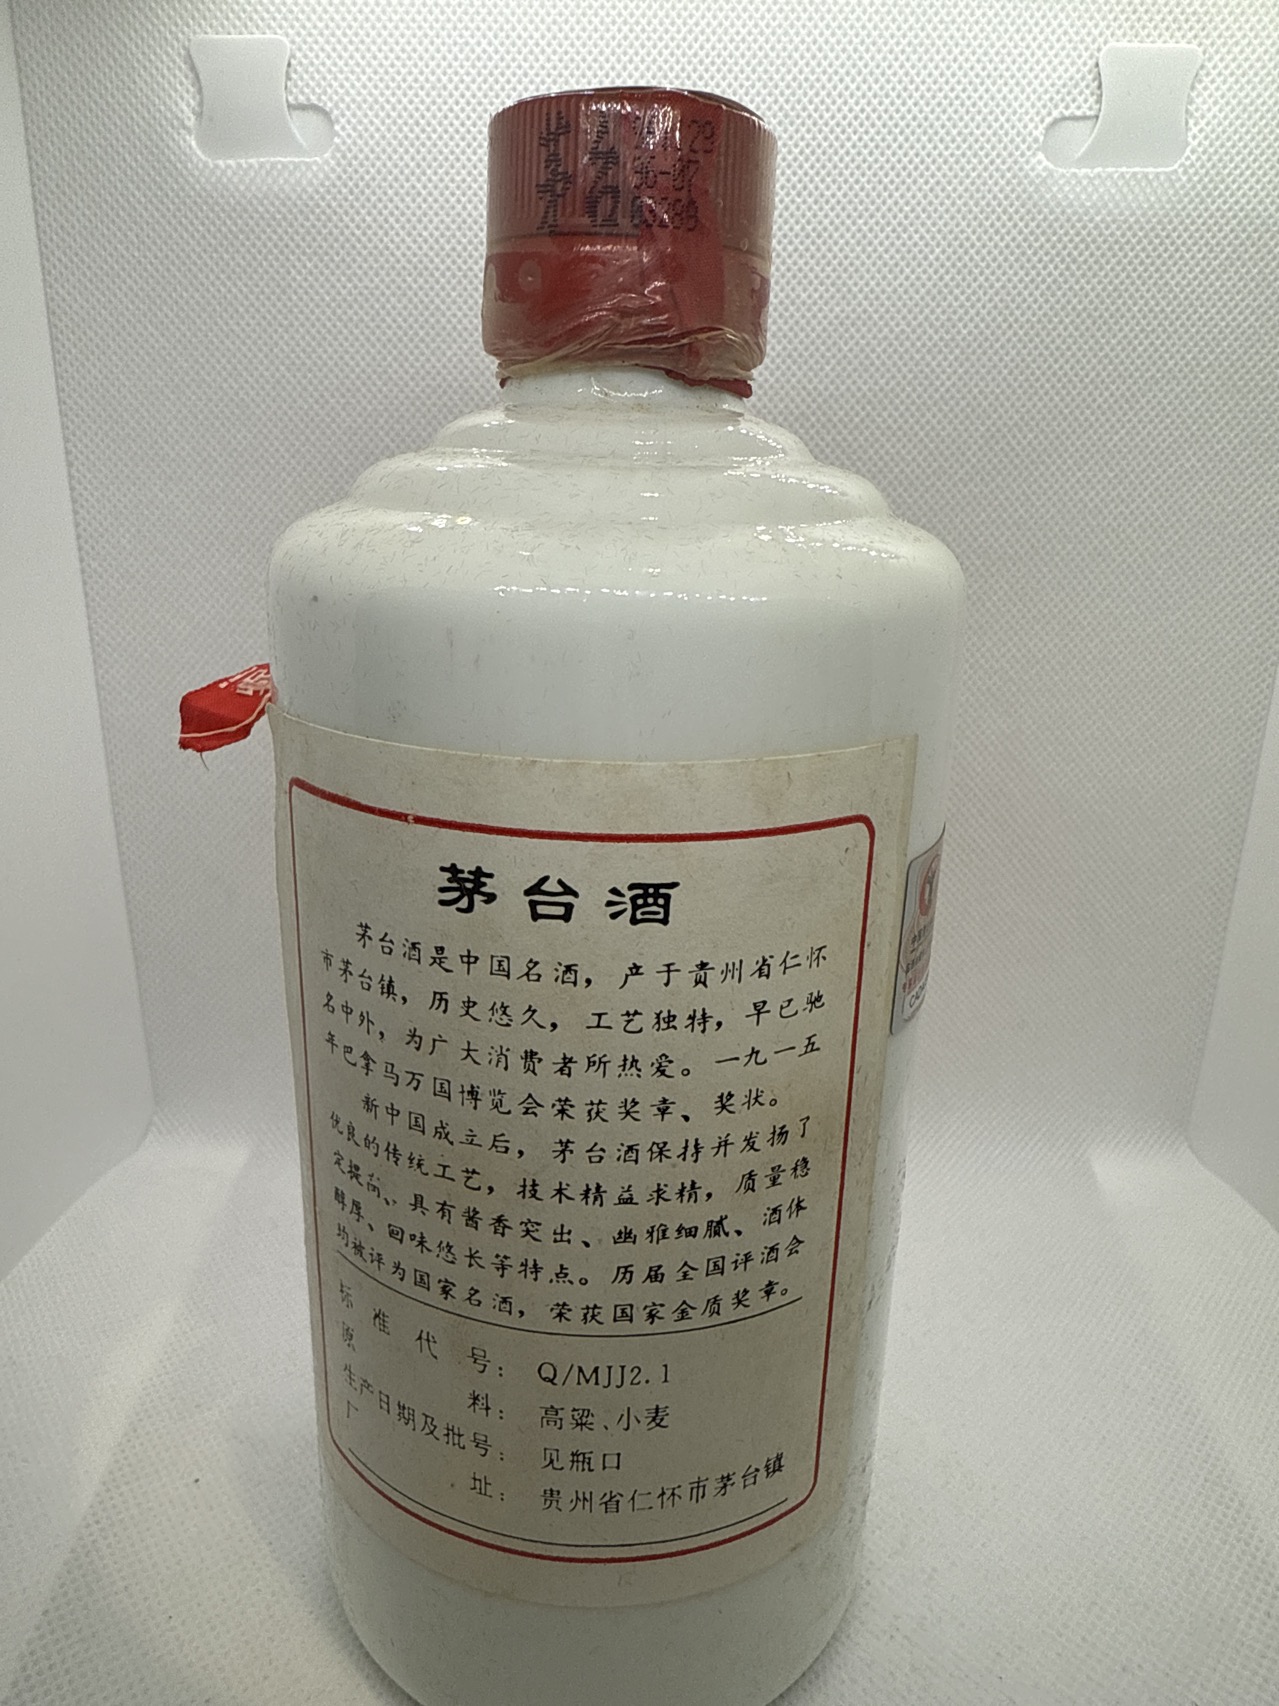 茅台
茅台酒
茅台酒是中国名酒，产于贵州省仁怀
市茅台镇，历史悠久，工艺独特，早已驰
名中外，为广大消费者所热爱。一九一五
年巴拿马万国博览会荣获奖章、奖状。
新中国成立后，茅台酒保持并发扬了
优良的传统工艺，技术精益求精，质量稳
定提高、具有酱香突出、幽雅细腻、酒体
醇厚、回味悠长等特点。历届全国评酒会
均被评为国家名酒，荣获国家金质奖章。
标准代号：Q/MJJ2.1
原料：高粱、小麦
生产日期及批号：见瓶口
厂址：贵州省仁怀市茅台镇